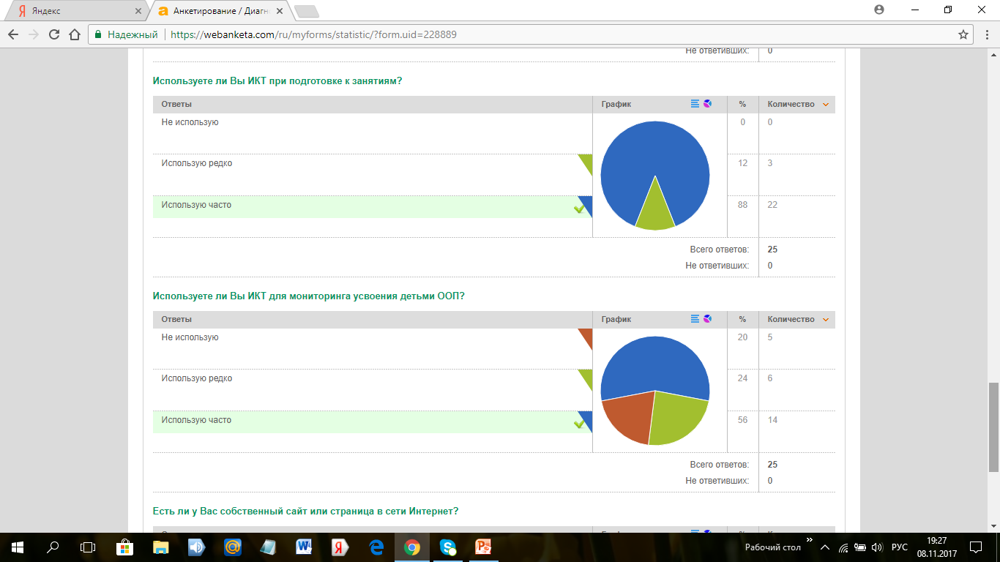 Яндекс
Анкетирование / Диагн
Надежный https://webanketa.com/ru/myforms/statistic/?form.uid=228889
Не ответивших: 0
Используете ли Вы ИКТ при подготовке к занятиям?
Ответы График % Количество
Не использую 0 0
Использую редко 12 3
Использую часто 88 22
Всего ответов: 25
Не ответивших: 0
Используете ли Вы ИКТ для мониторинга усвоения детьми ООП?
Ответы График % Количество
Не использую 20 5
Использую редко 24 6
Использую часто 56 14
Всего ответов: 25
Не ответивших: 0
Есть ли у Вас собственный сайт или страница в сети Интернет?
Рабочий стол РУС 19:27
08.11.2017